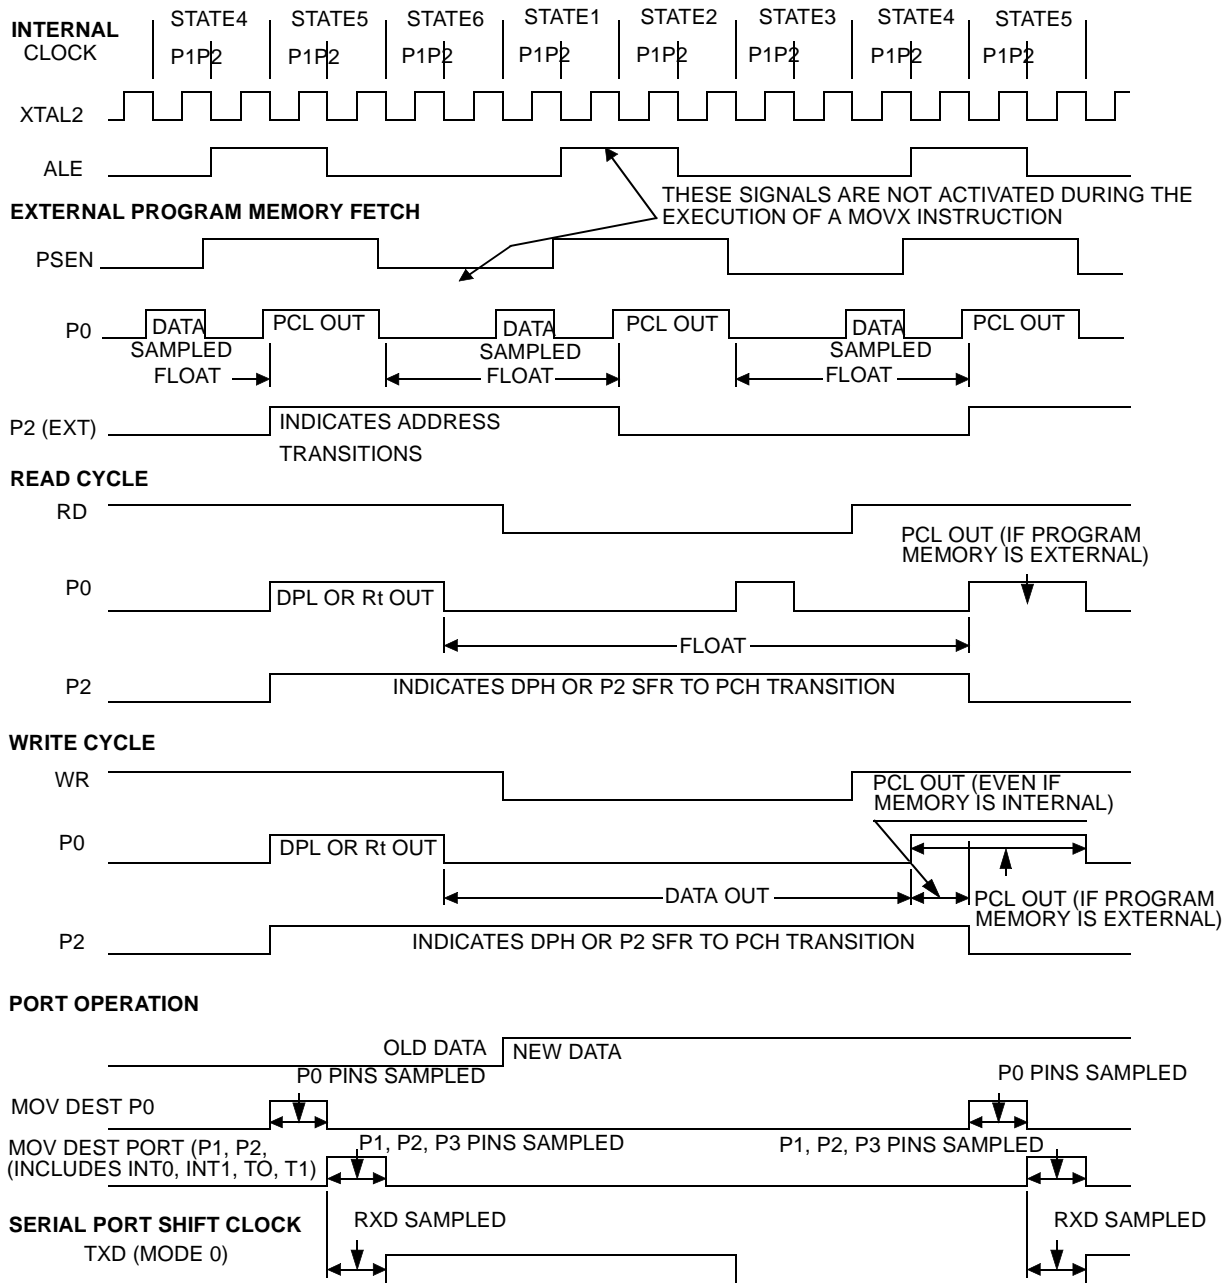 INTERNAL
CLOCK
STATE4 STATE5 STATE6 STATE1 STATE2 STATE3 STATE4 STATE5
P1P2 P1P2 P1P2 P1P2 P1P2 P1P2 P1P2 P1P2
XTAL2
ALE
THESE SIGNALS ARE NOT ACTIVATED DURING THE
EXECUTION OF A MOVX INSTRUCTION
EXTERNAL PROGRAM MEMORY FETCH
PSEN
P0
DATA PCL OUT DATA PCL OUT DATA PCL OUT
SAMPLED SAMPLED SAMPLED
FLOAT FLOAT FLOAT
P2 (EXT)
INDICATES ADDRESS
TRANSITIONS
READ CYCLE
RD
PCL OUT (IF PROGRAM
MEMORY IS EXTERNAL)
P0
DPL OR Rt OUT
FLOAT
P2
INDICATES DPH OR P2 SFR TO PCH TRANSITION
WRITE CYCLE
WR
PCL OUT (EVEN IF
MEMORY IS INTERNAL)
P0
DPL OR Rt OUT
DATA OUT
PCL OUT (IF PROGRAM
MEMORY IS EXTERNAL)
P2
INDICATES DPH OR P2 SFR TO PCH TRANSITION
PORT OPERATION
OLD DATA NEW DATA
P0 PINS SAMPLED P0 PINS SAMPLED
MOV DEST P0
MOV DEST PORT (P1, P2,
(INCLUDES INT0, INT1, TO, T1)
P1, P2, P3 PINS SAMPLED P1, P2, P3 PINS SAMPLED
SERIAL PORT SHIFT CLOCK
TXD (MODE 0)
RXD SAMPLED RXD SAMPLED